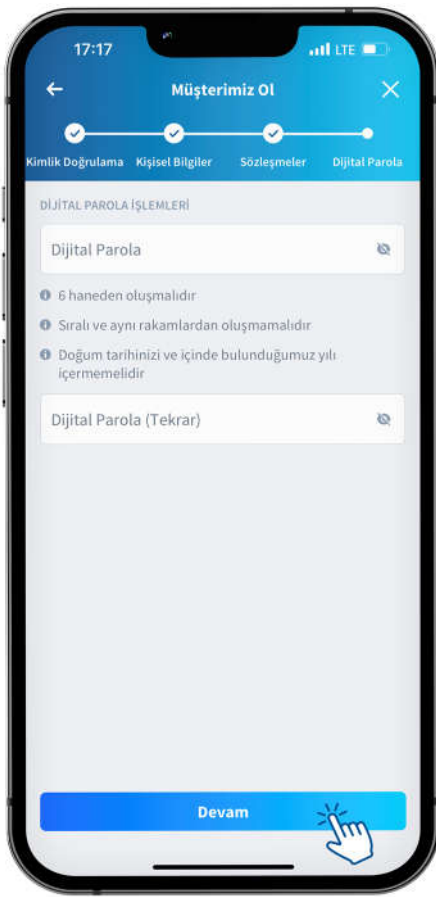 17:17
LTE
Müşterimiz Ol
Kimlik Doğrulama Kişisel Bilgiler Sözleşmeler Dijital Parola
DİJİTAL PAROLA İŞLEMLERİ
Dijital Parola
6 haneden oluşmalıdır
Sıralı ve aynı rakamlardan oluşmamalıdır
Doğum tarihinizi ve içinde bulunduğumuz yılı
içermemelidir
Dijital Parola (Tekrar)
Devam